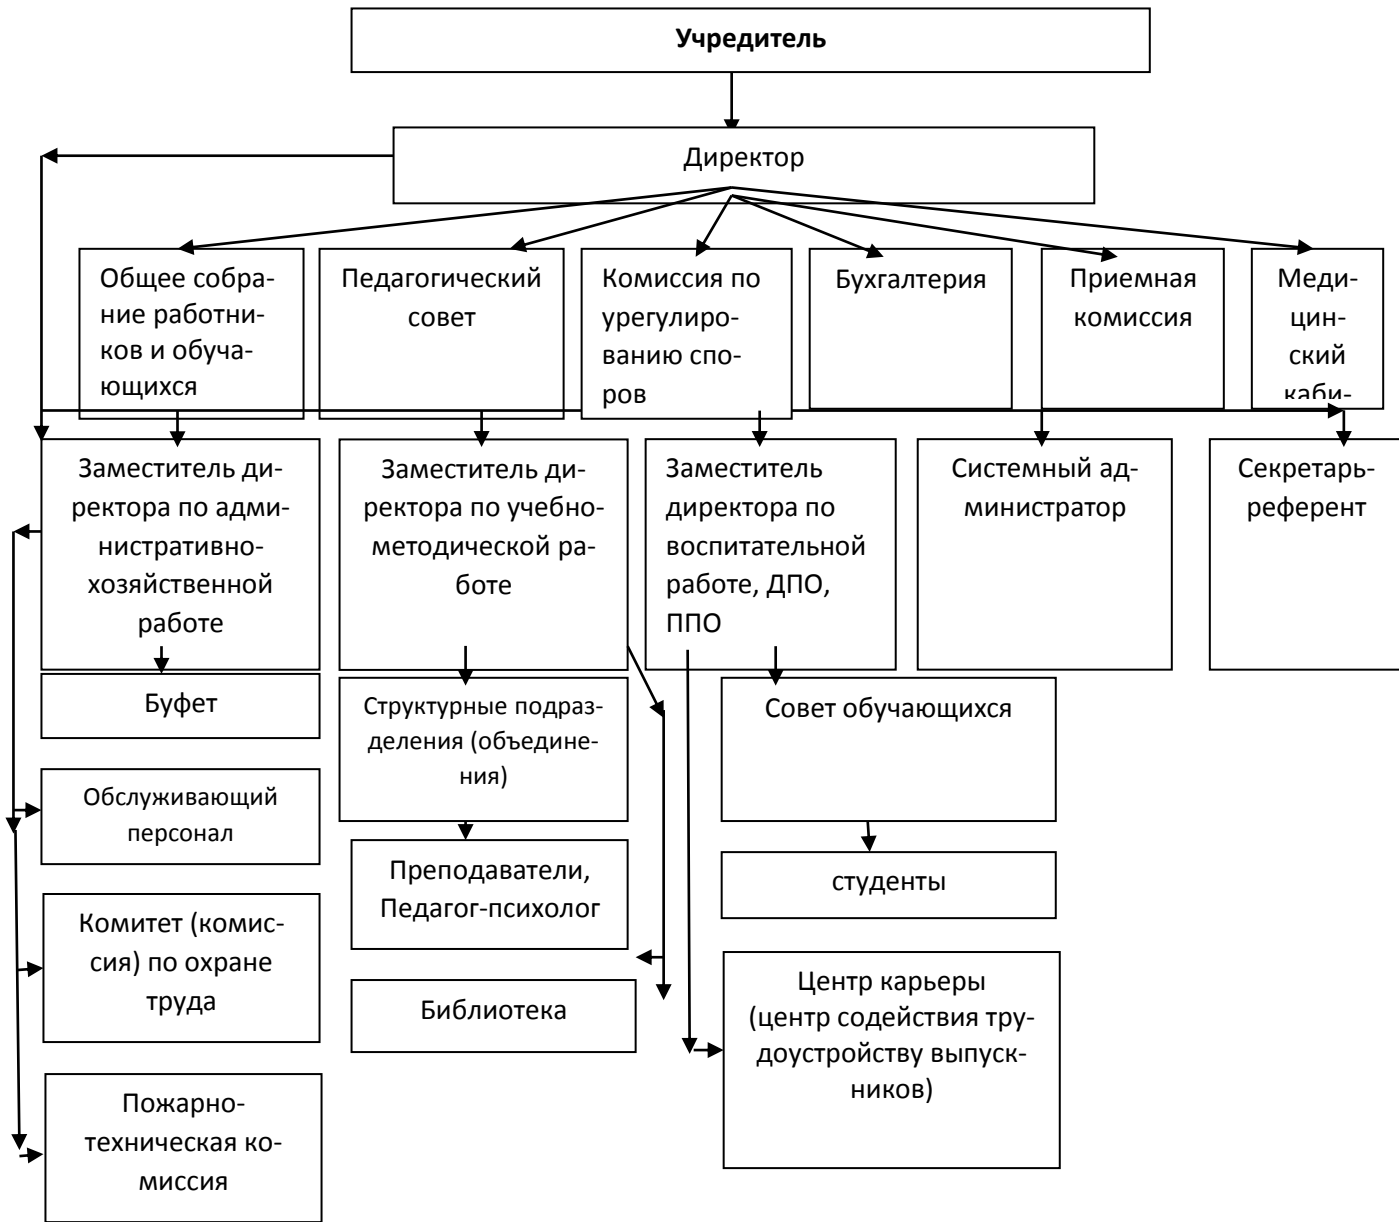 Учредитель
Директор
Общее собра-
ние работни-
ков и обуча-
ющихся
Педагогический
совет
Комиссия по
урегулиро-
ванию спо-
ров
Бухгалтерия
Приемная
комиссия
Меди-
цин-
ский
каби-
Заместитель ди-
ректора по адми-
нистративно-
хозяйственной
работе
Заместитель ди-
ректора по учебно-
методической ра-
боте
Заместитель
директора по
воспитательной
работе, ДПО,
ППО
Системный ад-
министратор
Секретарь-
референт
Буфет
Структурные подраз-
деления (объедине-
ния)
Совет обучающихся
Обслуживающий
персонал
Преподаватели,
Педагог-психолог
студенты
Комитет (комис-
сия) по охране
труда
Библиотека
Центр карьеры
(центр содействия тру-
доустройству выпуск-
ников)
Пожарно-
техническая ко-
миссия